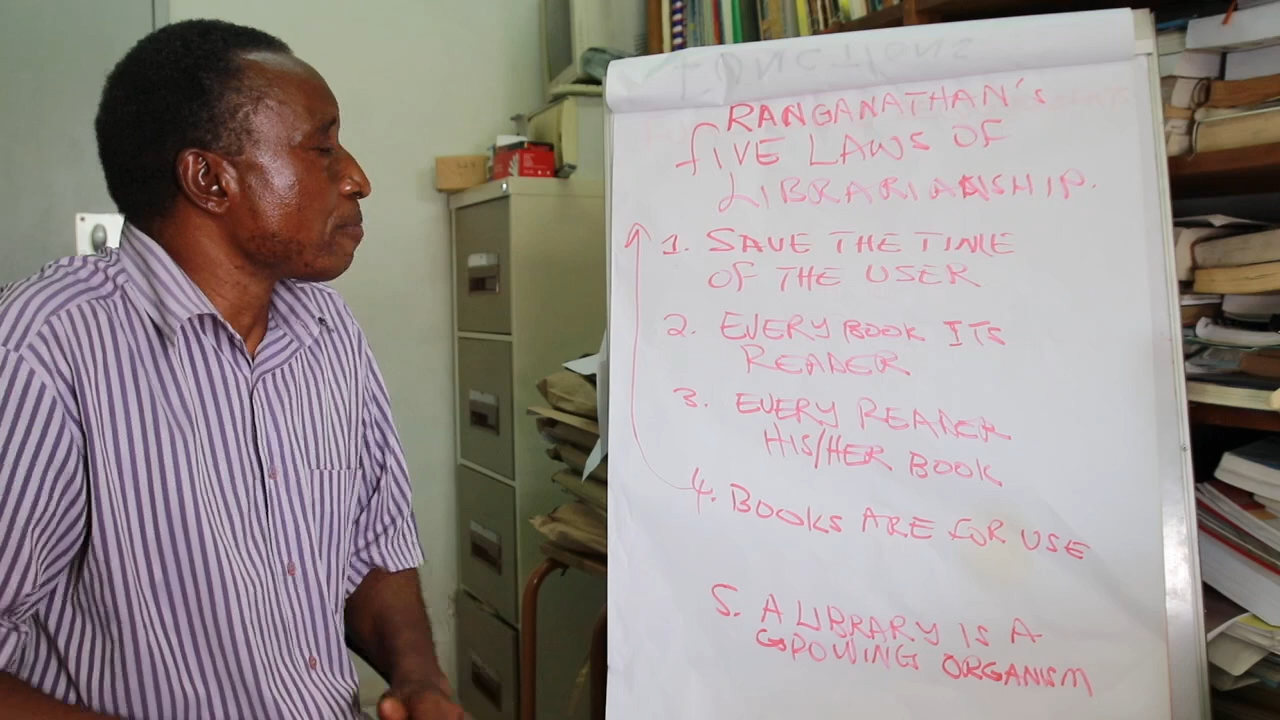 FUNCTIONS
RANGANATHAN's
fIVE LAWS OF
LIBRARIANSHIP.
1. SAVE THE TIME
OF THE USER
2. EVERY BOOK ITS
READER
3. EVERY READER
HIS/HER BOOK
4. BOOKS ARE FOR USE
5. A LIBRARY IS A
GROWING ORGANISM